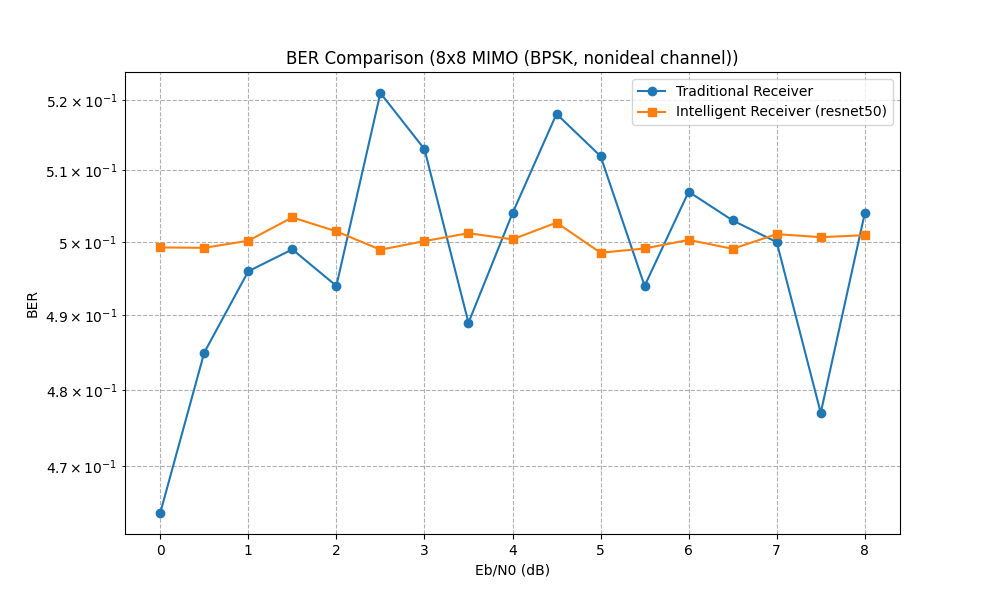 BER Comparison (8x8 MIMO (BPSK, nonideal channel))
Traditional Receiver
Intelligent Receiver (resnet50)
5.2 × 10⁻¹
5.1 × 10⁻¹
5 × 10⁻¹
4.9 × 10⁻¹
4.8 × 10⁻¹
4.7 × 10⁻¹
BER
0 1 2 3 4 5 6 7 8
Eb/N0 (dB)